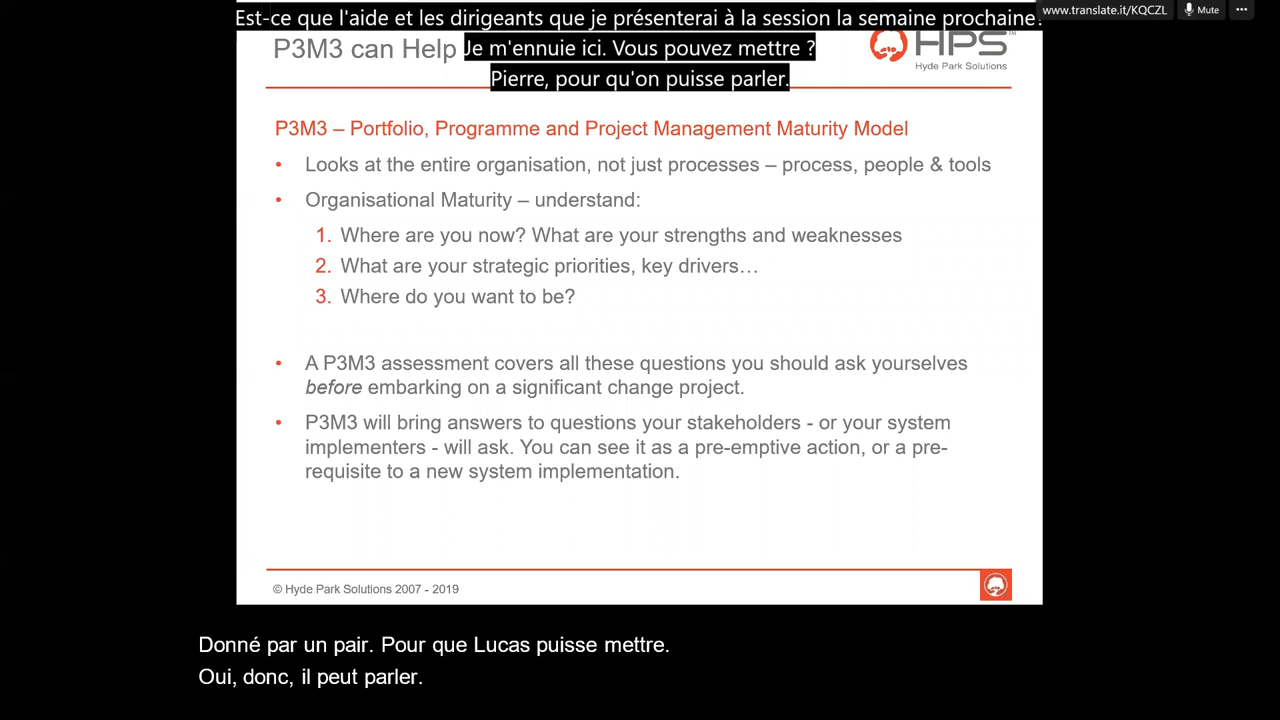 Est-ce que l'aide et les dirigeants que je présenterai à la session la semaine prochaine?
www.translate.it/KQCZL
Mute
P3M3 can Help
Je m'ennuie ici. Vous pouvez mettre ?
HPS
TM
Hyde Park Solutions
Pierre, pour qu'on puisse parler.
P3M3 – Portfolio, Programme and Project Management Maturity Model
• Looks at the entire organisation, not just processes – process, people & tools
• Organisational Maturity – understand:
1. Where are you now? What are your strengths and weaknesses
2. What are your strategic priorities, key drivers…
3. Where do you want to be?
• A P3M3 assessment covers all these questions you should ask yourselves
before embarking on a significant change project.
• P3M3 will bring answers to questions your stakeholders - or your system
implementers - will ask. You can see it as a pre-emptive action, or a pre-
requisite to a new system implementation.
© Hyde Park Solutions 2007 - 2019
Donné par un pair. Pour que Lucas puisse mettre.
Oui, donc, il peut parler.